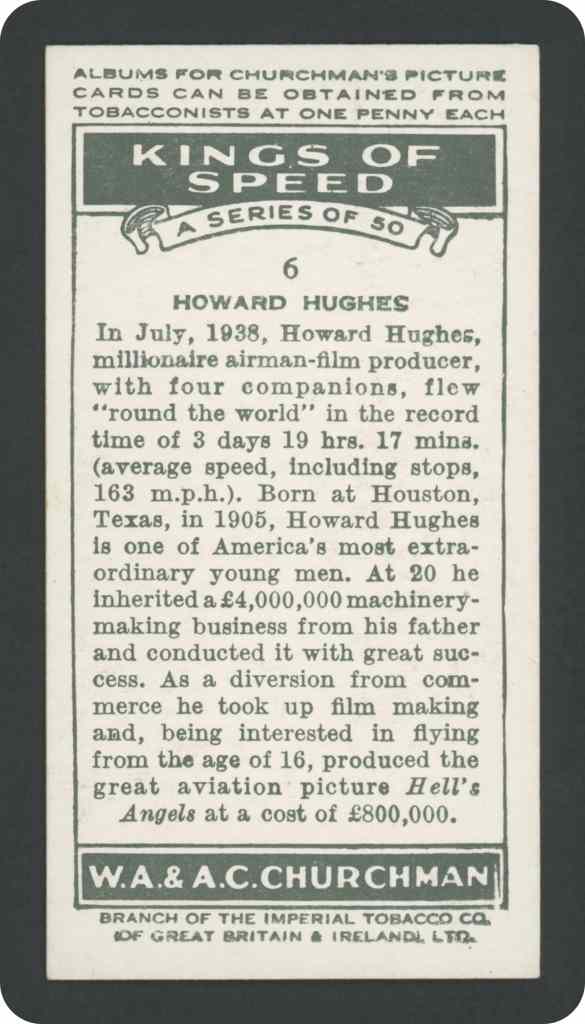 ALBUMS FOR CHURCHMAN'S PICTURE
CARDS CAN BE OBTAINED FROM
TOBACCONISTS AT ONE PENNY EACH
KINGS OF
SPEED
A SERIES OF 50
6
HOWARD HUGHES
In July, 1938, Howard Hughes,
millionaire airman-film producer,
with four companions, flew
"round the world" in the record
time of 3 days 19 hrs. 17 mins.
(average speed, including stops,
163 m.p.h.). Born at Houston,
Texas, in 1905, Howard Hughes
is one of America's most extra-
ordinary young men. At 20 he
inherited a £4,000,000 machinery-
making business from his father
and conducted it with great suc-
cess. As a diversion from com-
merce he took up film making
and, being interested in flying
from the age of 16, produced the
great aviation picture Hell's
Angels at a cost of £800,000.
W.A. & A.C. CHURCHMAN
BRANCH OF THE IMPERIAL TOBACCO CO.
(OF GREAT BRITAIN & IRELAND), LTD.